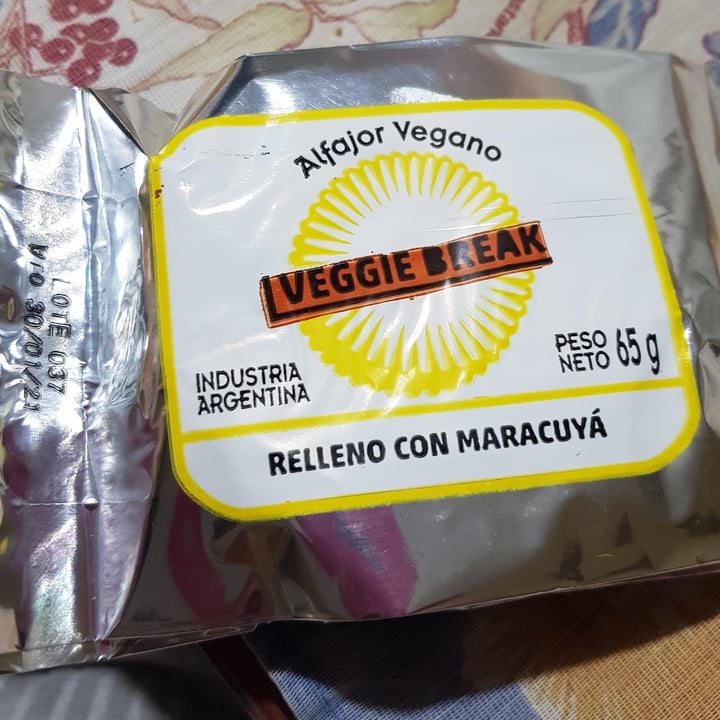 Alfajor Vegano
VEGGIE BREAK
INDUSTRIA
ARGENTINA
PESO
NETO 65 g
RELLENO CON MARACUYÁ
LOTE 037
VTO 30/01/21